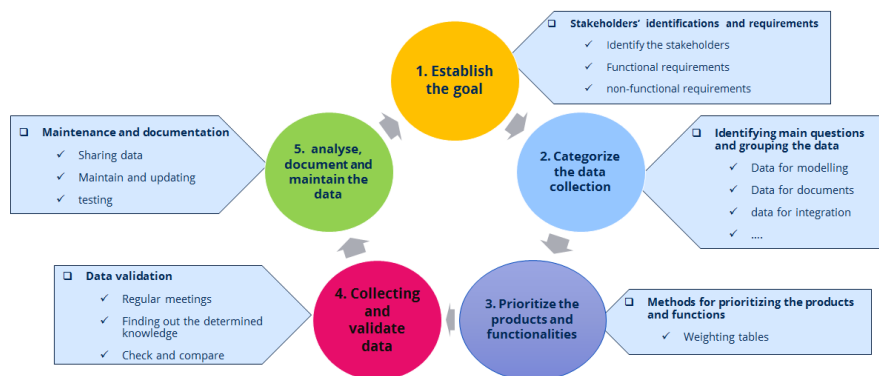 1. Establish
the goal
Stakeholders' identifications and requirements
Identify the stakeholders
Functional requirements
non-functional requirements
2. Categorize
the data
collection
Identifying main questions
and grouping the data
Data for modelling
Data for documents
data for integration
....
3. Prioritize the
products and
functionalities
Methods for prioritizing the products
and functions
Weighting tables
4. Collecting
and
validate
data
Data validation
Regular meetings
Finding out the determined
knowledge
Check and compare
5. analyse,
document and
maintain the
data
Maintenance and documentation
Sharing data
Maintain and updating
testing